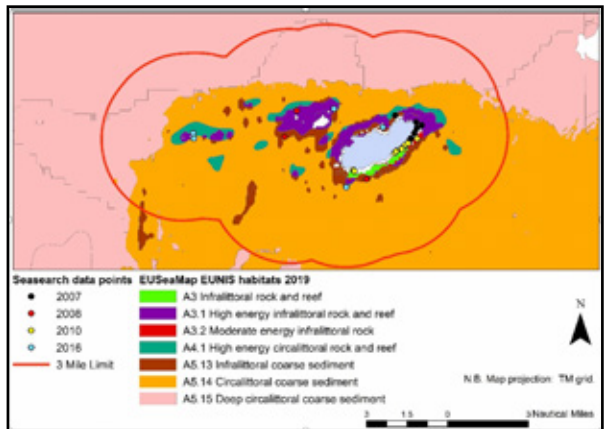 Seasearch data points EUSeaMap EUNIS habitats 2019
2007 A3 Infralittoral rock and reef
2008 A3.1 High energy infralittoral rock and reef
2010 A3.2 Moderate energy infralittoral rock
2016 A4.1 High energy circalittoral rock and reef
3 Mile Limit A5.13 Infralittoral coarse sediment
A5.14 Circalittoral coarse sediment
A5.15 Deep circalittoral coarse sediment
N
N.B. Map projection: TM grid.
3 1.5 0 3 Nautical Miles